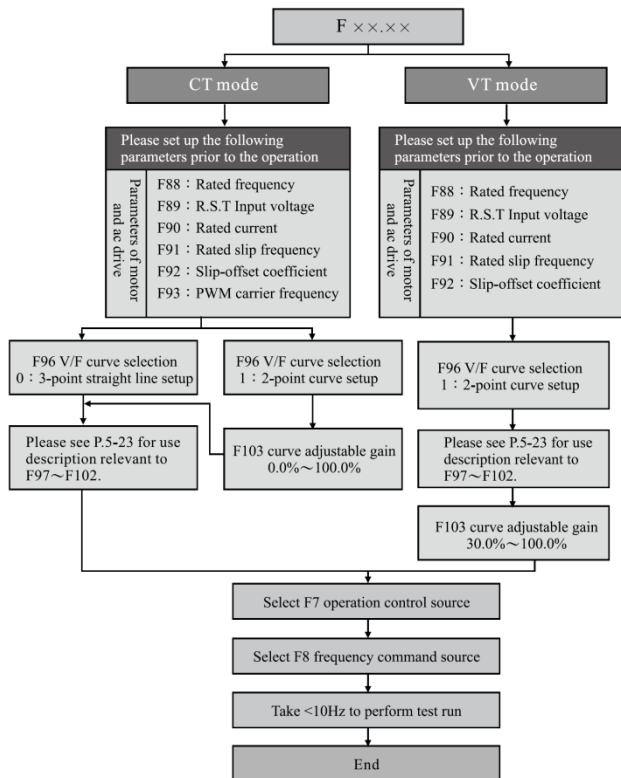 F ××.××
CT mode
VT mode
Please set up the following
parameters prior to the operation
Parameters of motor
and ac drive
F88：Rated frequency
F89：R.S.T Input voltage
F90：Rated current
F91：Rated slip frequency
F92：Slip-offset coefficient
F93：PWM carrier frequency
Please set up the following
parameters prior to the operation
Parameters of motor
and ac drive
F88：Rated frequency
F89：R.S.T Input voltage
F90：Rated current
F91：Rated slip frequency
F92：Slip-offset coefficient
F96 V/F curve selection
0：3-point straight line setup
F96 V/F curve selection
1：2-point curve setup
F96 V/F curve selection
1：2-point curve setup
Please see P.5-23 for use
description relevant to
F97～F102.
F103 curve adjustable gain
0.0%～100.0%
Please see P.5-23 for use
description relevant to
F97～F102.
F103 curve adjustable gain
30.0%～100.0%
Select F7 operation control source
Select F8 frequency command source
Take <10Hz to perform test run
End